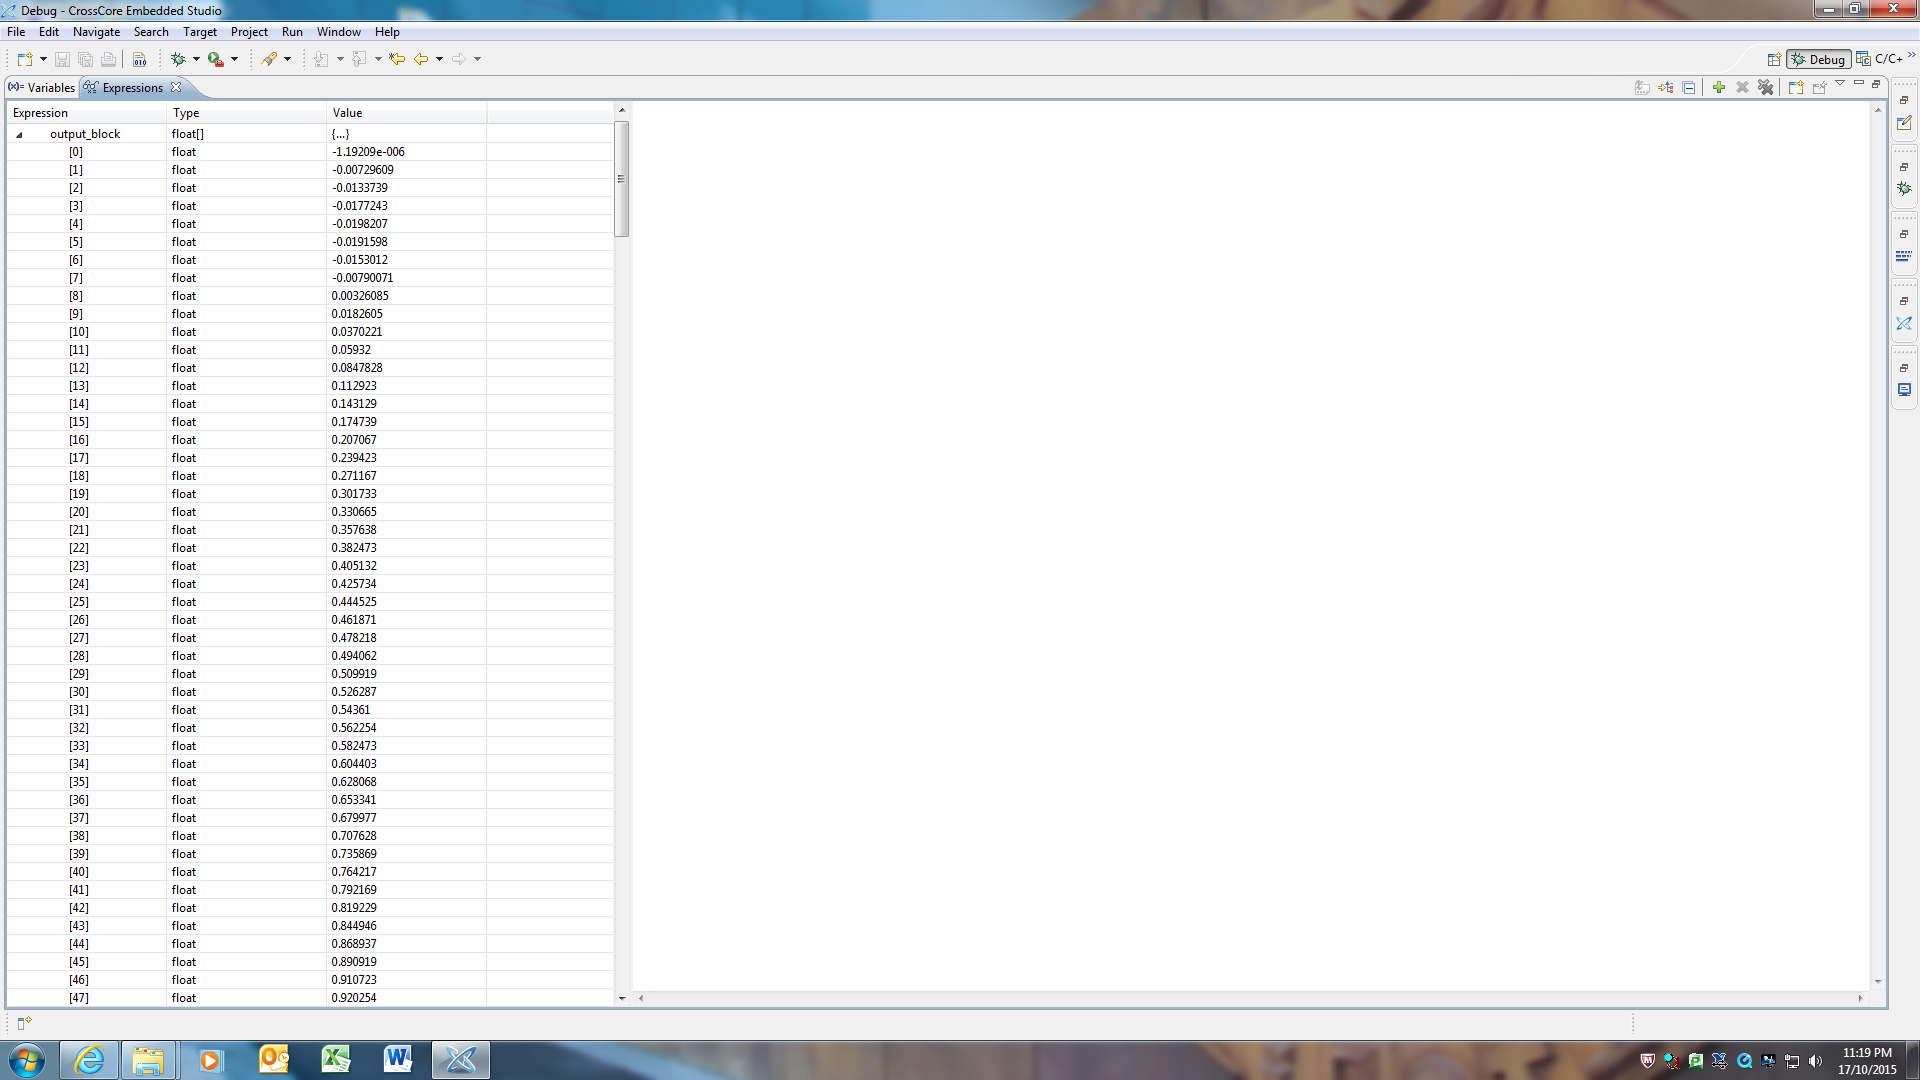 Debug - CrossCore Embedded Studio
File Edit Navigate Search Target Project Run Window Help
Debug C/C+ »
(x)= Variables Expressions
Expression Type Value
output_block float[] {...}
[0] float -1.19209e-006
[1] float -0.00729609
[2] float -0.0133739
[3] float -0.0177243
[4] float -0.0198207
[5] float -0.0191598
[6] float -0.0153012
[7] float -0.00790071
[8] float 0.00326085
[9] float 0.0182605
[10] float 0.0370221
[11] float 0.05932
[12] float 0.0847828
[13] float 0.112923
[14] float 0.143129
[15] float 0.174739
[16] float 0.207067
[17] float 0.239423
[18] float 0.271167
[19] float 0.301733
[20] float 0.330665
[21] float 0.357638
[22] float 0.382473
[23] float 0.405132
[24] float 0.425734
[25] float 0.444525
[26] float 0.461871
[27] float 0.478218
[28] float 0.494062
[29] float 0.509919
[30] float 0.526287
[31] float 0.54361
[32] float 0.562254
[33] float 0.582473
[34] float 0.604403
[35] float 0.628068
[36] float 0.653341
[37] float 0.679977
[38] float 0.707628
[39] float 0.735869
[40] float 0.764217
[41] float 0.792169
[42] float 0.819229
[43] float 0.844946
[44] float 0.868937
[45] float 0.890919
[46] float 0.910723
[47] float 0.920254
11:19 PM
17/10/2015